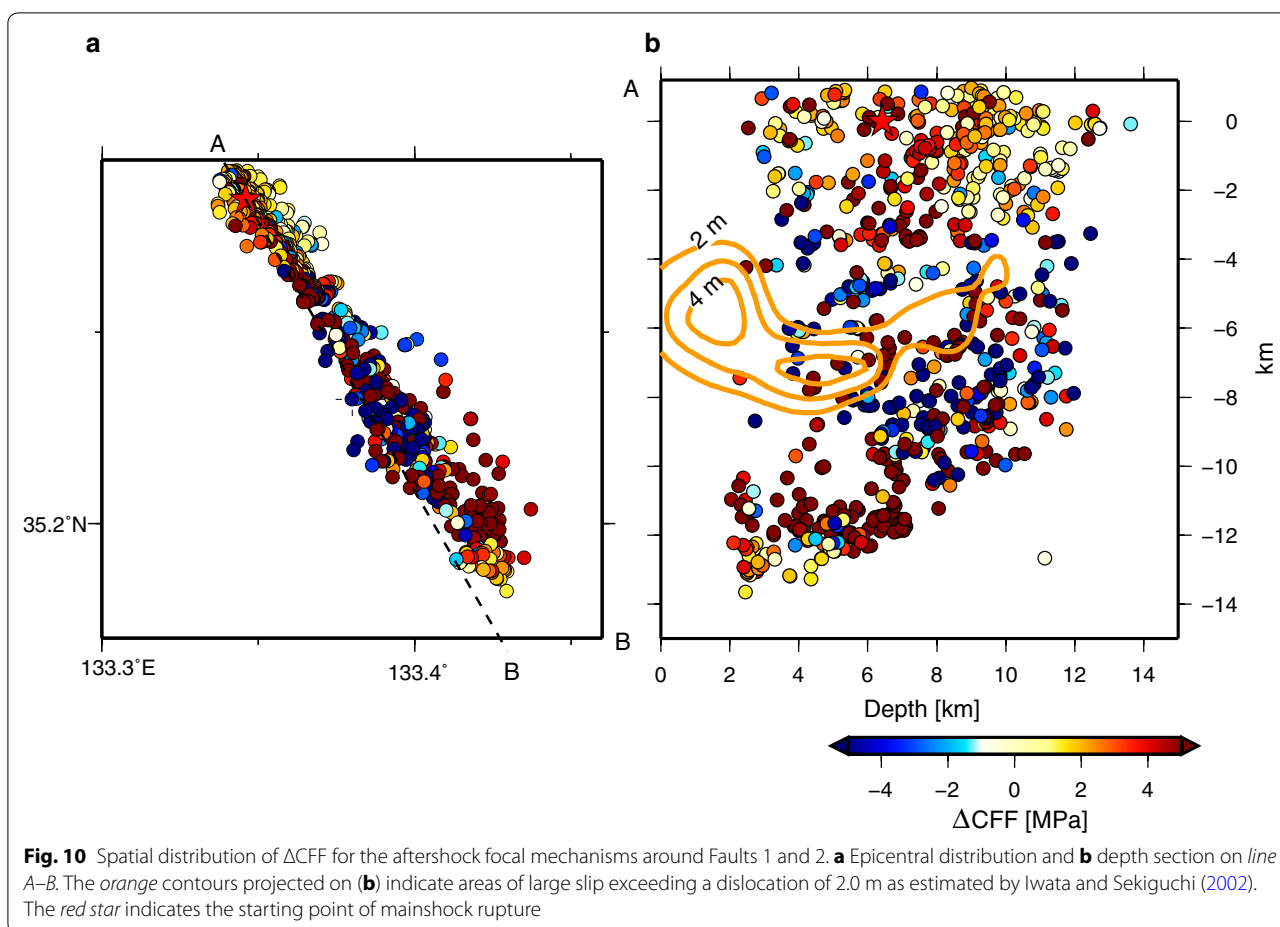 a
b
A
A
2 m
4 m
0
−2
−4
−6
−8
−10
−12
−14
km
35.2˚N
133.3˚E
133.4˚
B
B
0 2 4 6 8 10 12 14
Depth [km]
−4 −2 0 2 4
ΔCFF [MPa]
Fig. 10 Spatial distribution of ΔCFF for the aftershock focal mechanisms around Faults 1 and 2. a Epicentral distribution and b depth section on line
A–B. The orange contours projected on (b) indicate areas of large slip exceeding a dislocation of 2.0 m as estimated by Iwata and Sekiguchi (2002).
The red star indicates the starting point of mainshock rupture